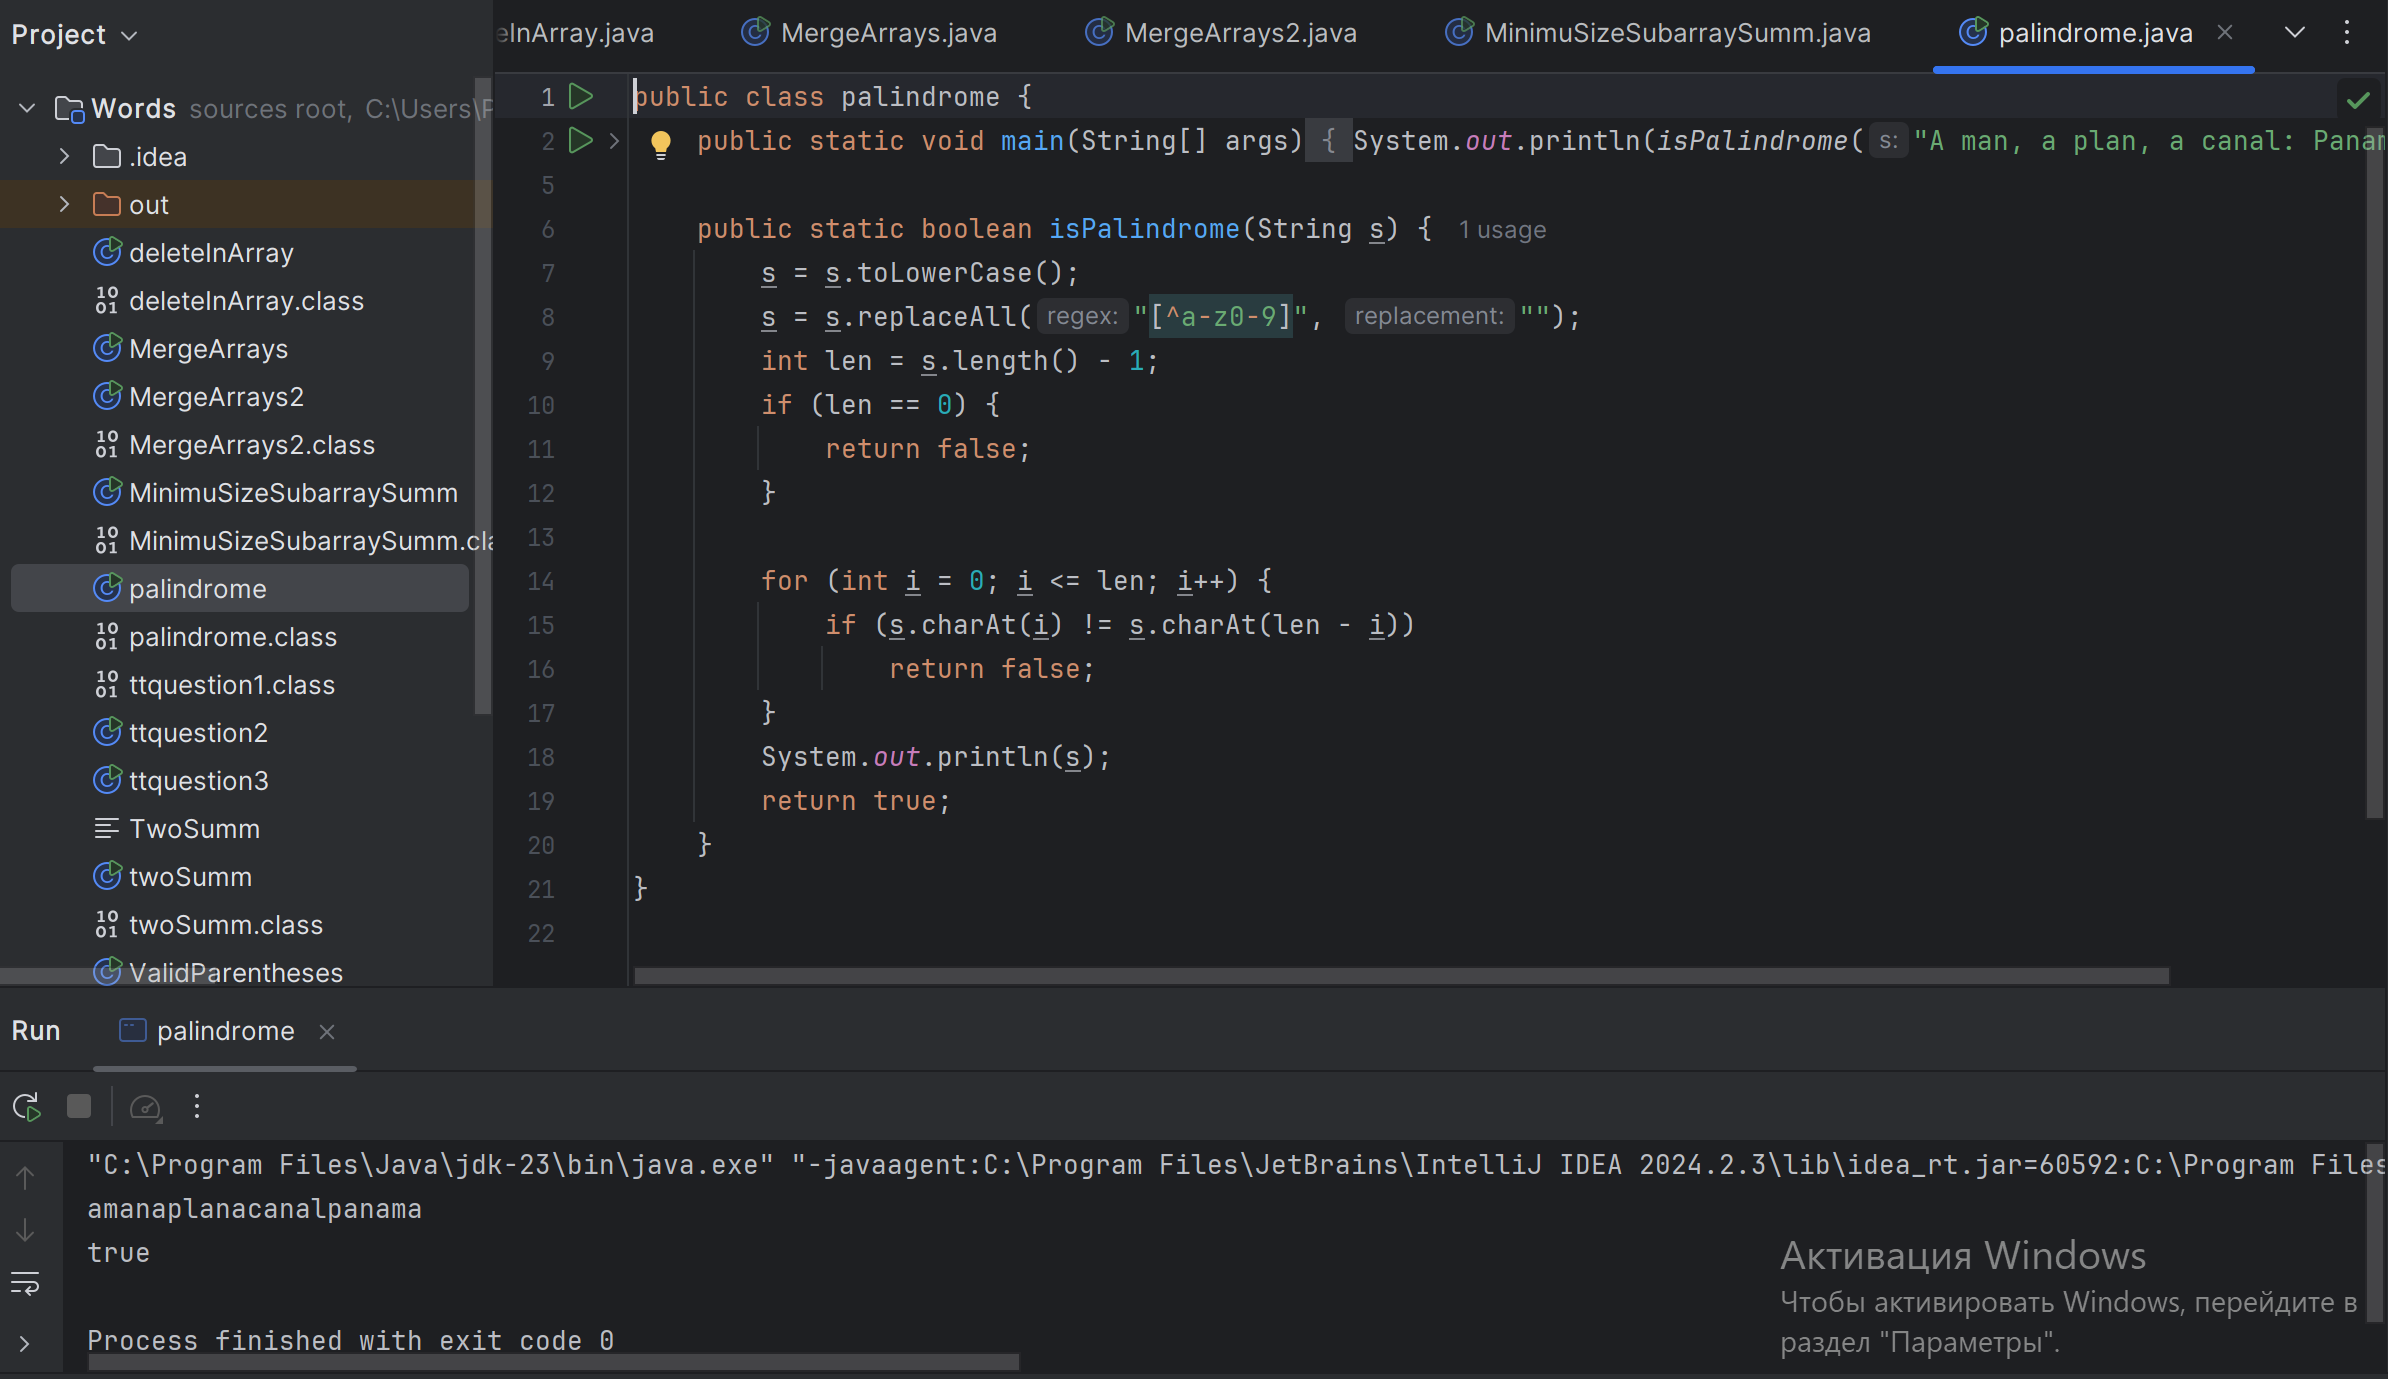 Project
Words sources root, C:\Users\
.idea
out
deleteInArray
deleteInArray.class
MergeArrays
MergeArrays2
MergeArrays2.class
MinimuSizeSubarraySumm
MinimuSizeSubarraySumm.cla
palindrome
palindrome.class
ttquestion1.class
ttquestion2
ttquestion3
TwoSumm
twoSumm
twoSumm.class
ValidParentheses
eInArray.java MergeArrays.java MergeArrays2.java MinimuSizeSubarraySumm.java palindrome.java
1 public class palindrome {
2 public static void main(String[] args) { System.out.println(isPalindrome( s: "A man, a plan, a canal: Panam
5
6 public static boolean isPalindrome(String s) { 1 usage
7 s = s.toLowerCase();
8 s = s.replaceAll( regex: "[^a-z0-9]", replacement: "");
9 int len = s.length() - 1;
10 if (len == 0) {
11 return false;
12 }
13
14 for (int i = 0; i <= len; i++) {
15 if (s.charAt(i) != s.charAt(len - i))
16 return false;
17 }
18 System.out.println(s);
19 return true;
20 }
21 }
22
Run palindrome
"C:\Program Files\Java\jdk-23\bin\java.exe" "-javaagent:C:\Program Files\JetBrains\IntelliJ IDEA 2024.2.3\lib\idea_rt.jar=60592:C:\Program Files
amanaplanacanalpanama
true
Process finished with exit code 0
Активация Windows
Чтобы активировать Windows, перейдите в
раздел "Параметры".